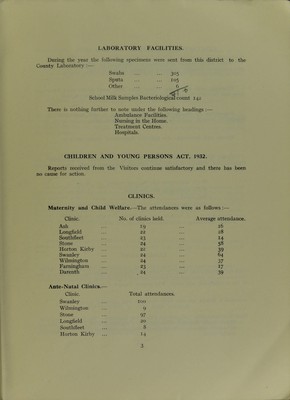 LABORATORY FACILITIES.
During the year the following specimens were sent from this district to the
County Laboratory :—
Swabs ... ... 303
Sputa ... ... 105
Other ... ... 6
School Milk Samples Bacteriological count 142
There is nothing further to note under the following headings :—
Ambulance Facilities.
Nursing in the Home.
Treatment Centres.
Hospitals.
CHILDREN AND YOUNG PERSONS ACT, 1932.
Reports received from the Visitors continue satisfactory and there has been
no cause for action.
CLINICS.
Maternity and Child Welfare.—The attendances were as follows :—
Clinic. No. of clinics held. Average attendance.
Ash ... 19 16
Longfield ... 22 28
Southfleet ... 23 14
Stone ... 24 58
Horton Kirby ... 20 39
Swanley ... 24 64
Wilmington ... 24 37
Farningham ... 23 17
Darenth ... 24 39
Ante-Natal Clinics.—
Clinic. Total attendances.
Swanley ... 100
Wilmington ... 9
Stone ... 97
Longfield ... 20
Southfleet ... 8
Horton Kirby ... 14
5